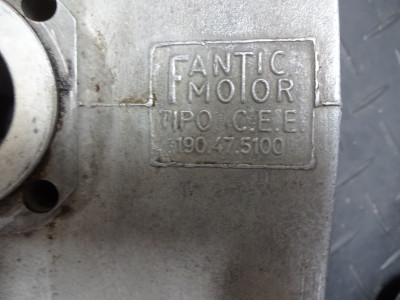 FANTIC
MOTOR
TIPO C.E.E.
190.47.5100